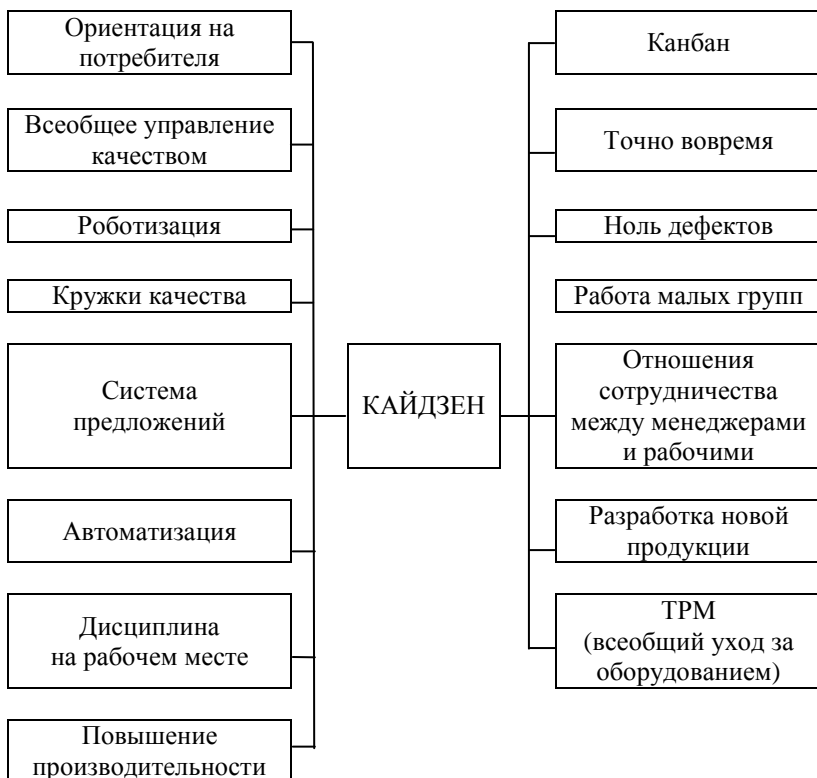 Ориентация на
потребителя
Всеобщее управление
качеством
Роботизация
Кружки качества
Система
предложений
Автоматизация
Дисциплина
на рабочем месте
Повышение
производительности
КАЙДЗЕН
Канбан
Точно вовремя
Ноль дефектов
Работа малых групп
Отношения
сотрудничества
между менеджерами
и рабочими
Разработка новой
продукции
ТРМ
(всеобщий уход за
оборудованием)